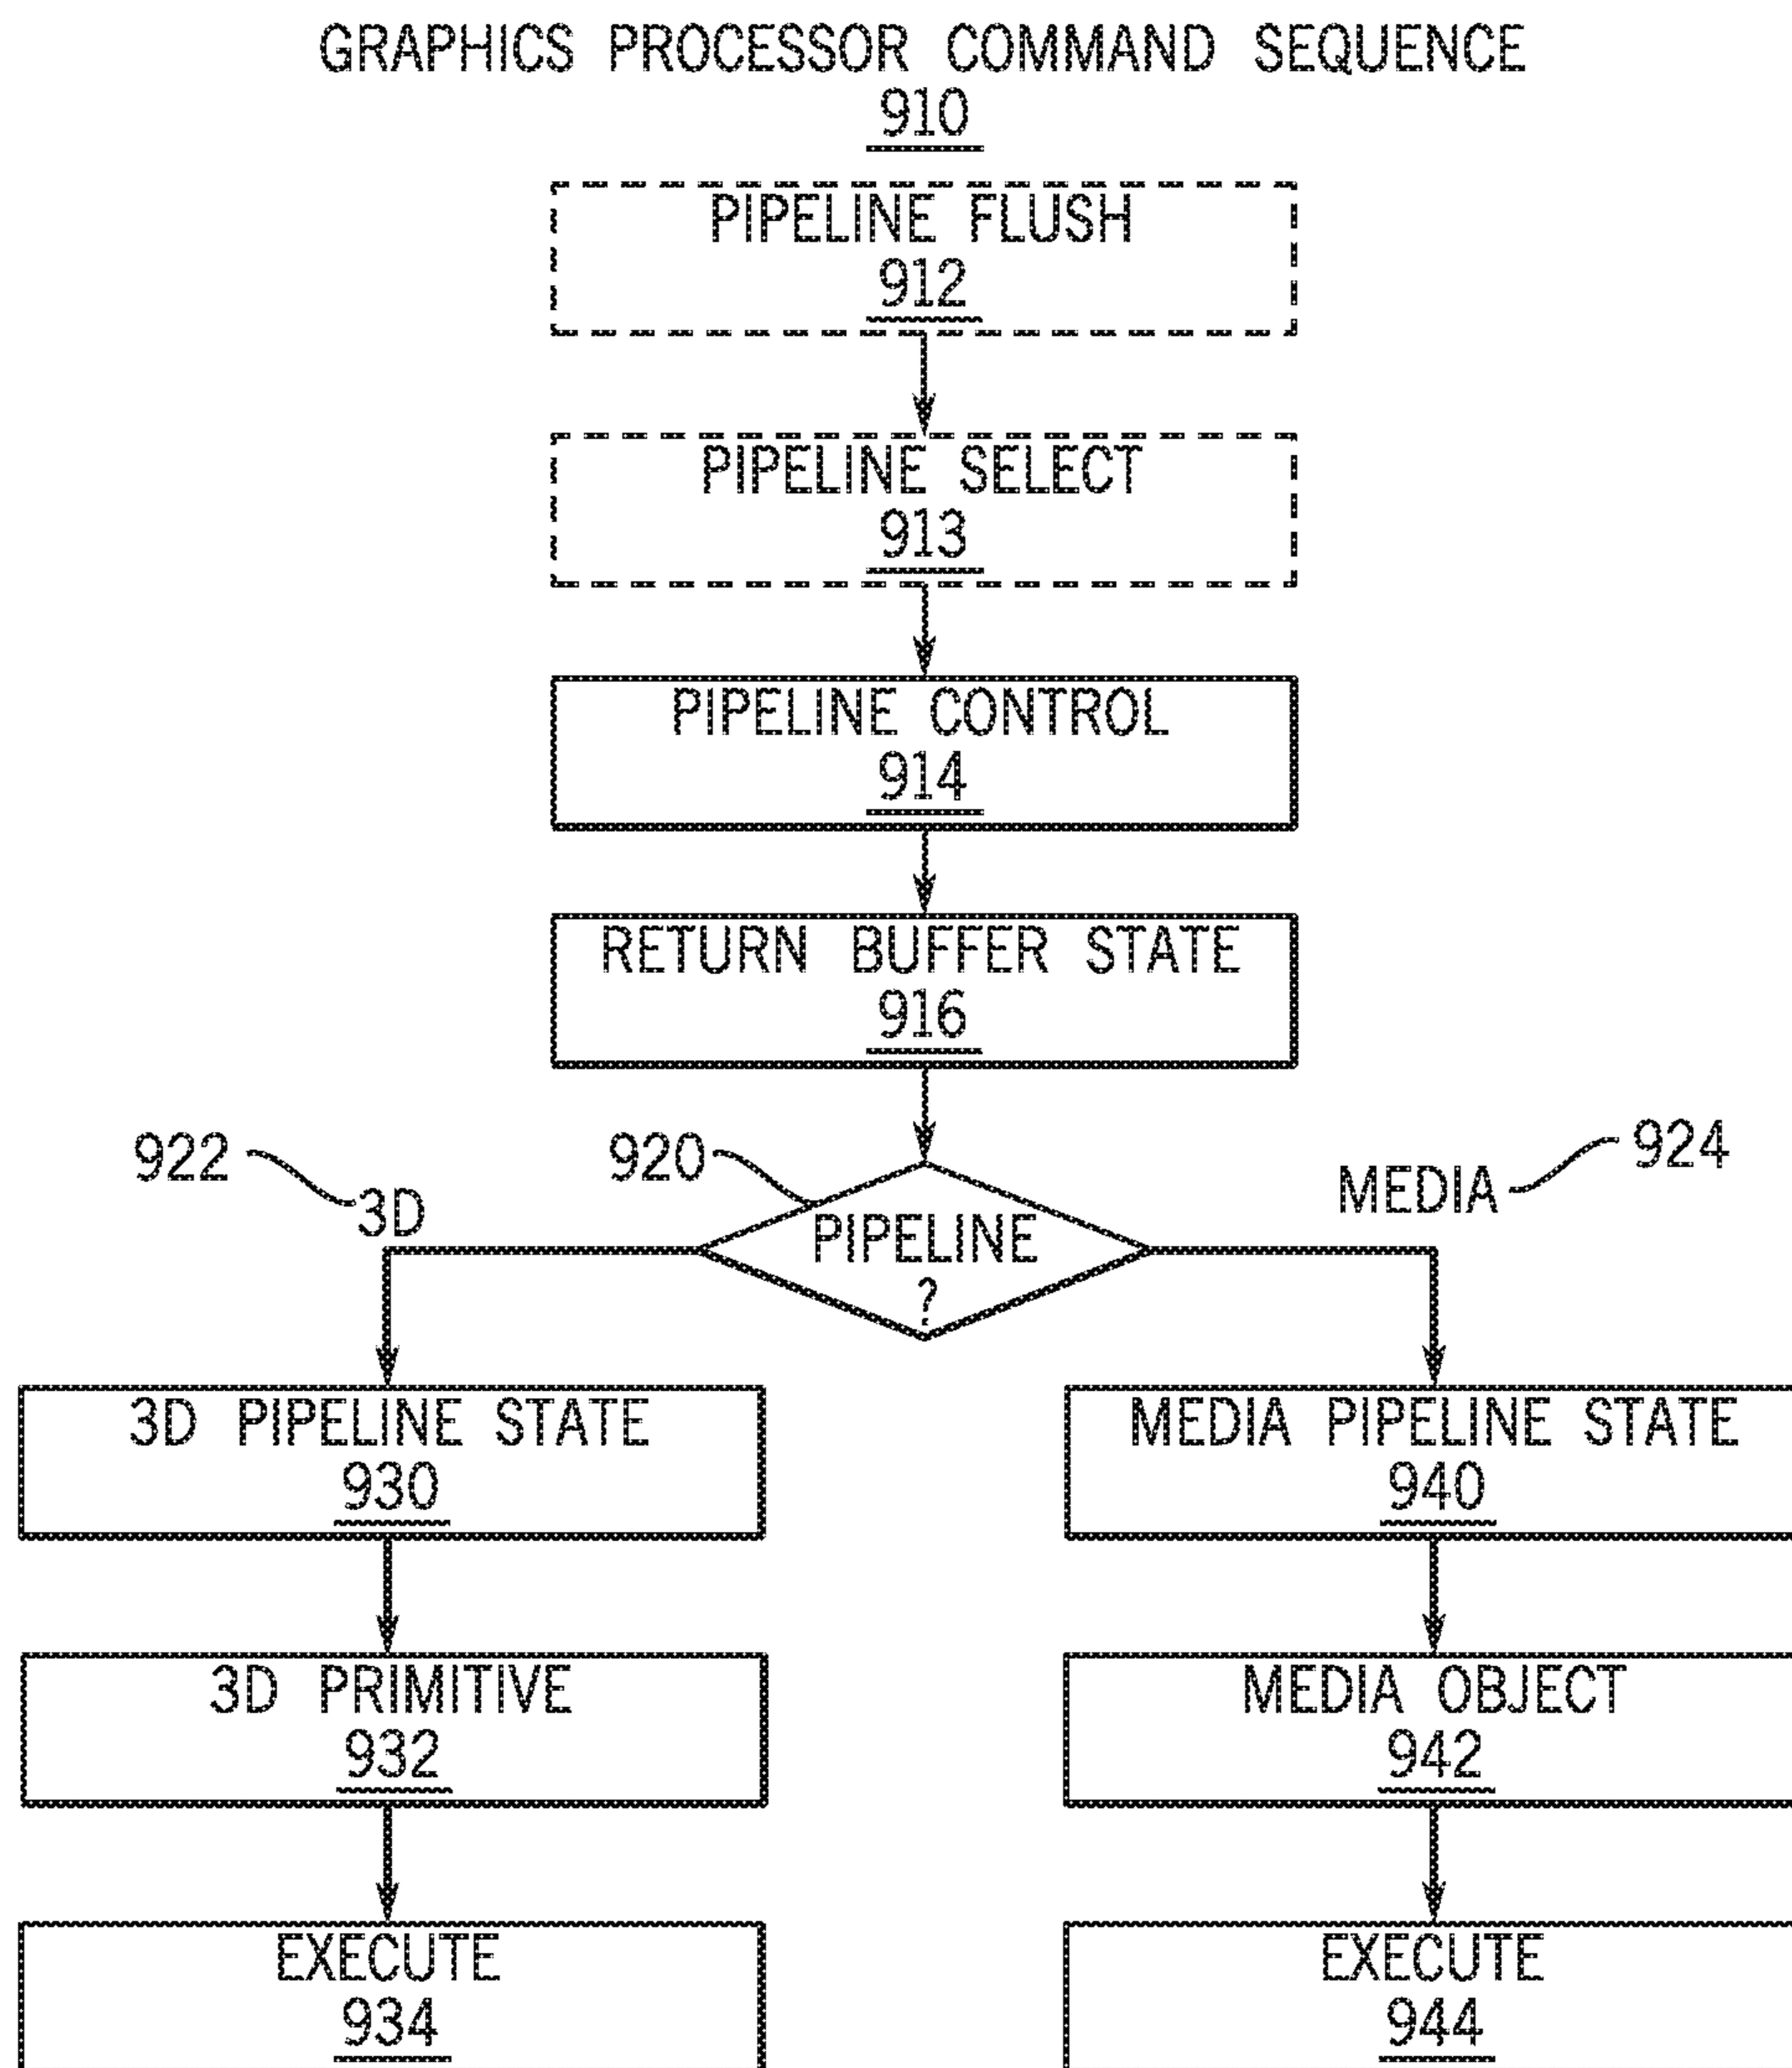 GRAPHICS PROCESSOR COMMAND SEQUENCE
910
PIPELINE FLUSH
912
PIPELINE SELECT
913
PIPELINE CONTROL
914
RETURN BUFFER STATE
916
922
920
924
3D
MEDIA
PIPELINE
?
3D PIPELINE STATE
930
MEDIA PIPELINE STATE
940
3D PRIMITIVE
932
MEDIA OBJECT
942
EXECUTE
934
EXECUTE
944